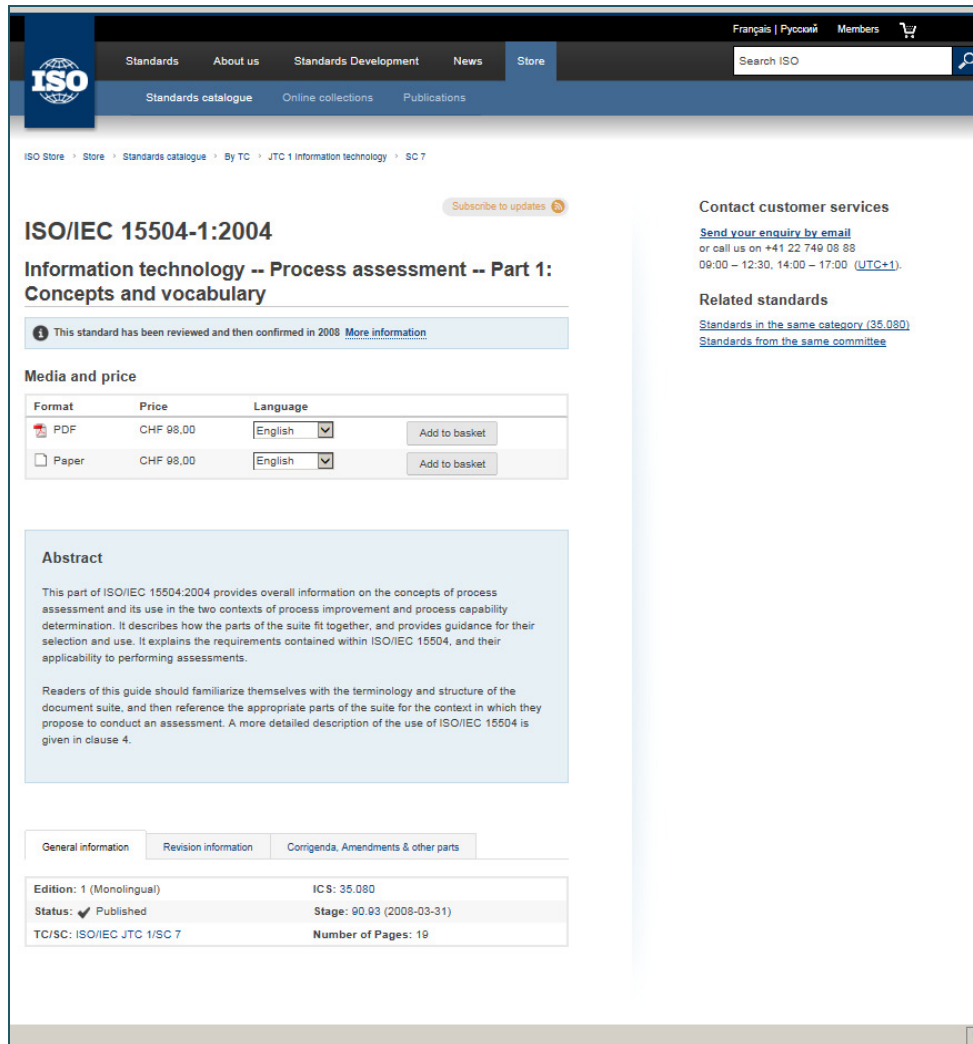 Français | Русский Members
ISO
Standards About us Standards Development News Store
Search ISO
Standards catalogue Online collections Publications
ISO Store › Store › Standards catalogue › By TC › JTC 1 Information technology › SC 7
Subscribe to updates
ISO/IEC 15504-1:2004
Information technology -- Process assessment -- Part 1:
Concepts and vocabulary
This standard has been reviewed and then confirmed in 2008 More information
Media and price
Format Price Language
PDF CHF 98,00 English Add to basket
Paper CHF 98,00 English Add to basket
Abstract
This part of ISO/IEC 15504:2004 provides overall information on the concepts of process
assessment and its use in the two contexts of process improvement and process capability
determination. It describes how the parts of the suite fit together, and provides guidance for their
selection and use. It explains the requirements contained within ISO/IEC 15504, and their
applicability to performing assessments.
Readers of this guide should familiarize themselves with the terminology and structure of the
document suite, and then reference the appropriate parts of the suite for the context in which they
propose to conduct an assessment. A more detailed description of the use of ISO/IEC 15504 is
given in clause 4.
General information Revision information Corrigenda, Amendments & other parts
Edition: 1 (Monolingual) ICS: 35.080
Status: Published Stage: 90.93 (2008-03-31)
TC/SC: ISO/IEC JTC 1/SC 7 Number of Pages: 19
Contact customer services
Send your enquiry by email
or call us on +41 22 749 08 88
09:00 – 12:30, 14:00 – 17:00 (UTC+1).
Related standards
Standards in the same category (35.080)
Standards from the same committee